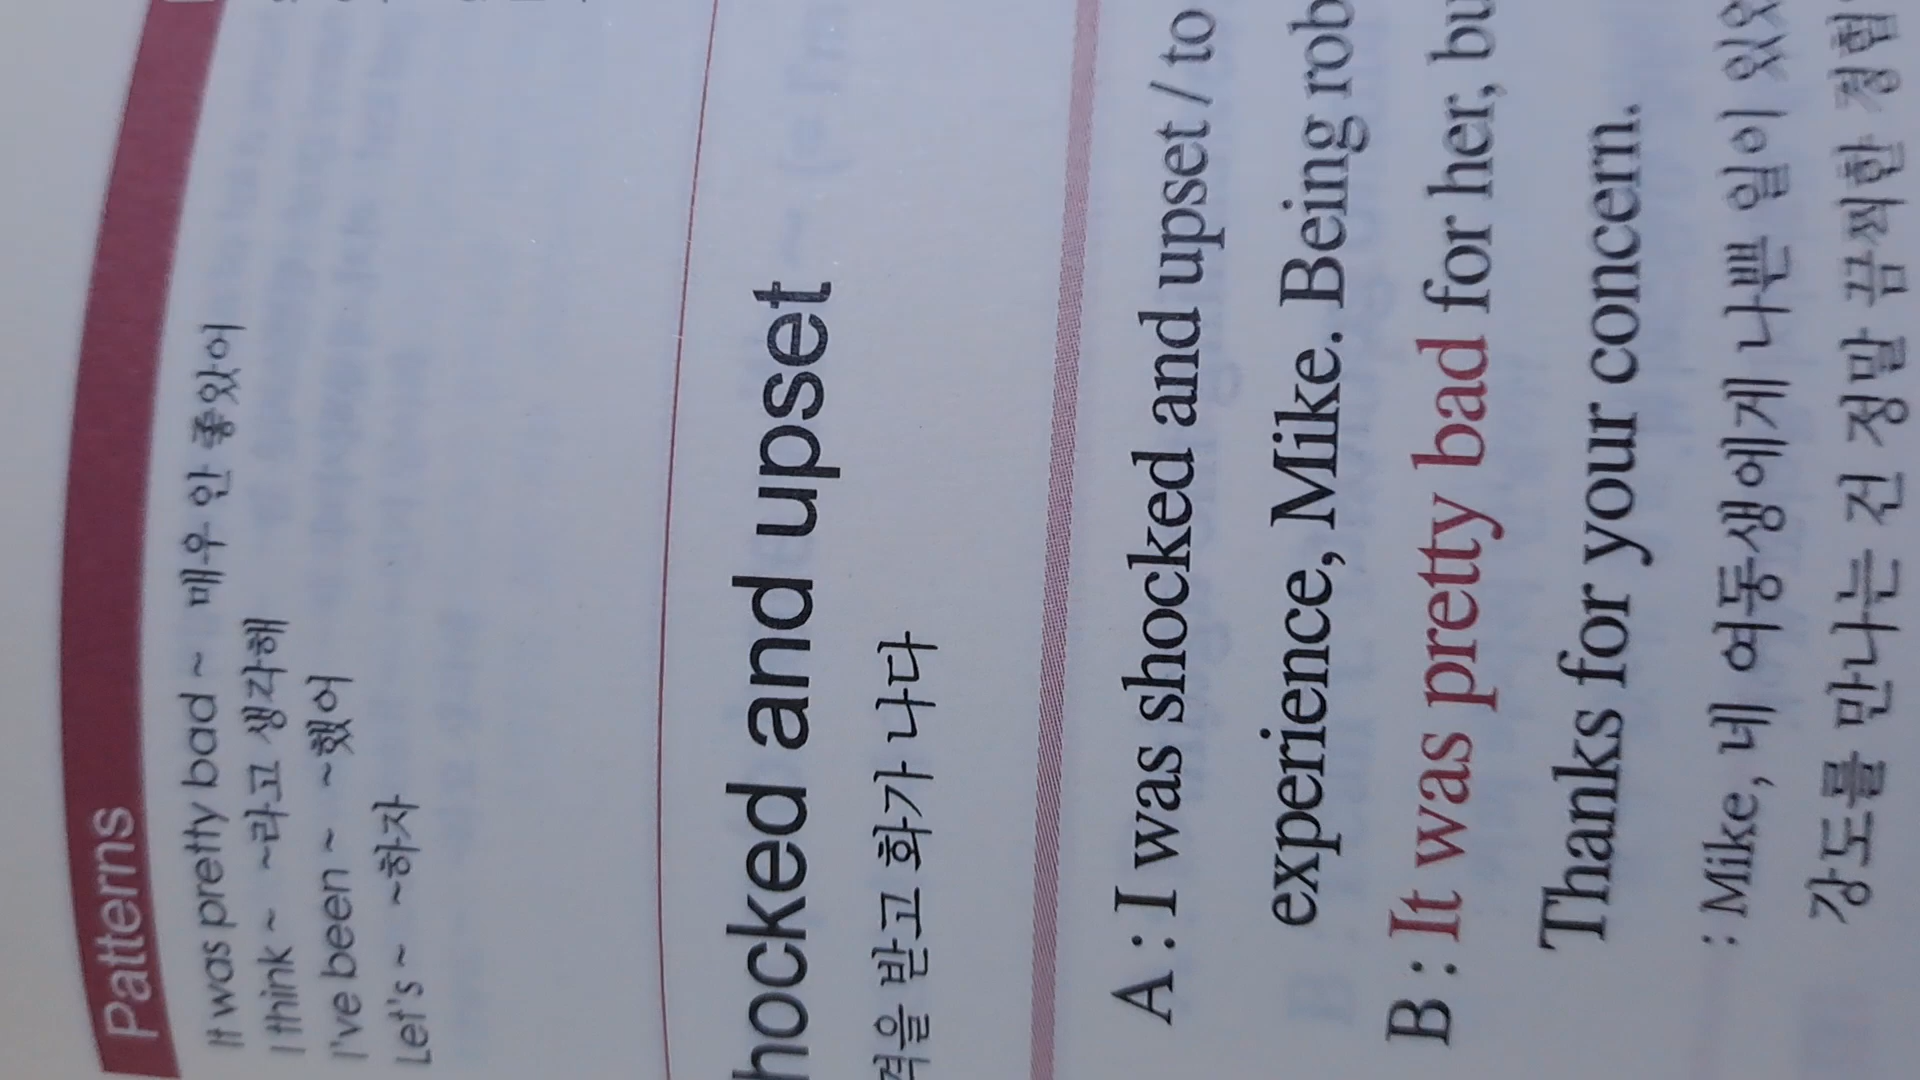 Patterns
It was pretty bad ~ 매우 안 좋았어
I think ~ ~라고 생각해
I've been ~ ~했어
Let's ~ ~하자
hocked and upset
격을 받고 화가 나다
A : I was shocked and upset / to
experience, Mike. Being rob
B : It was pretty bad for her, bu
Thanks for your concern.
: Mike, 네 여동생에게 나쁜 일이 있었
강도를 만나는 건 정말 끔찍한 경험